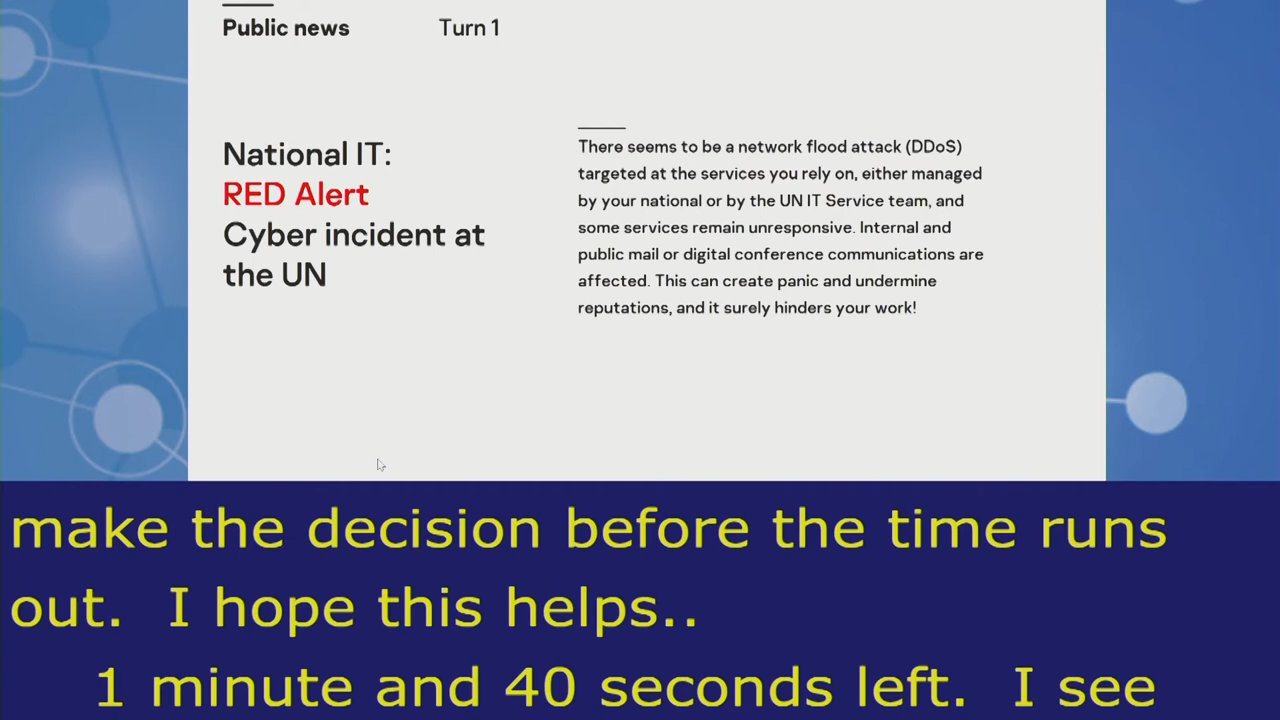 Public news
Turn 1
National IT:
RED Alert
Cyber incident at
the UN
There seems to be a network flood attack (DDoS)
targeted at the services you rely on, either managed
by your national or by the UN IT Service team, and
some services remain unresponsive. Internal and
public mail or digital conference communications are
affected. This can create panic and undermine
reputations, and it surely hinders your work!
make the decision before the time runs
out.  I hope this helps..
1 minute and 40 seconds left.  I see